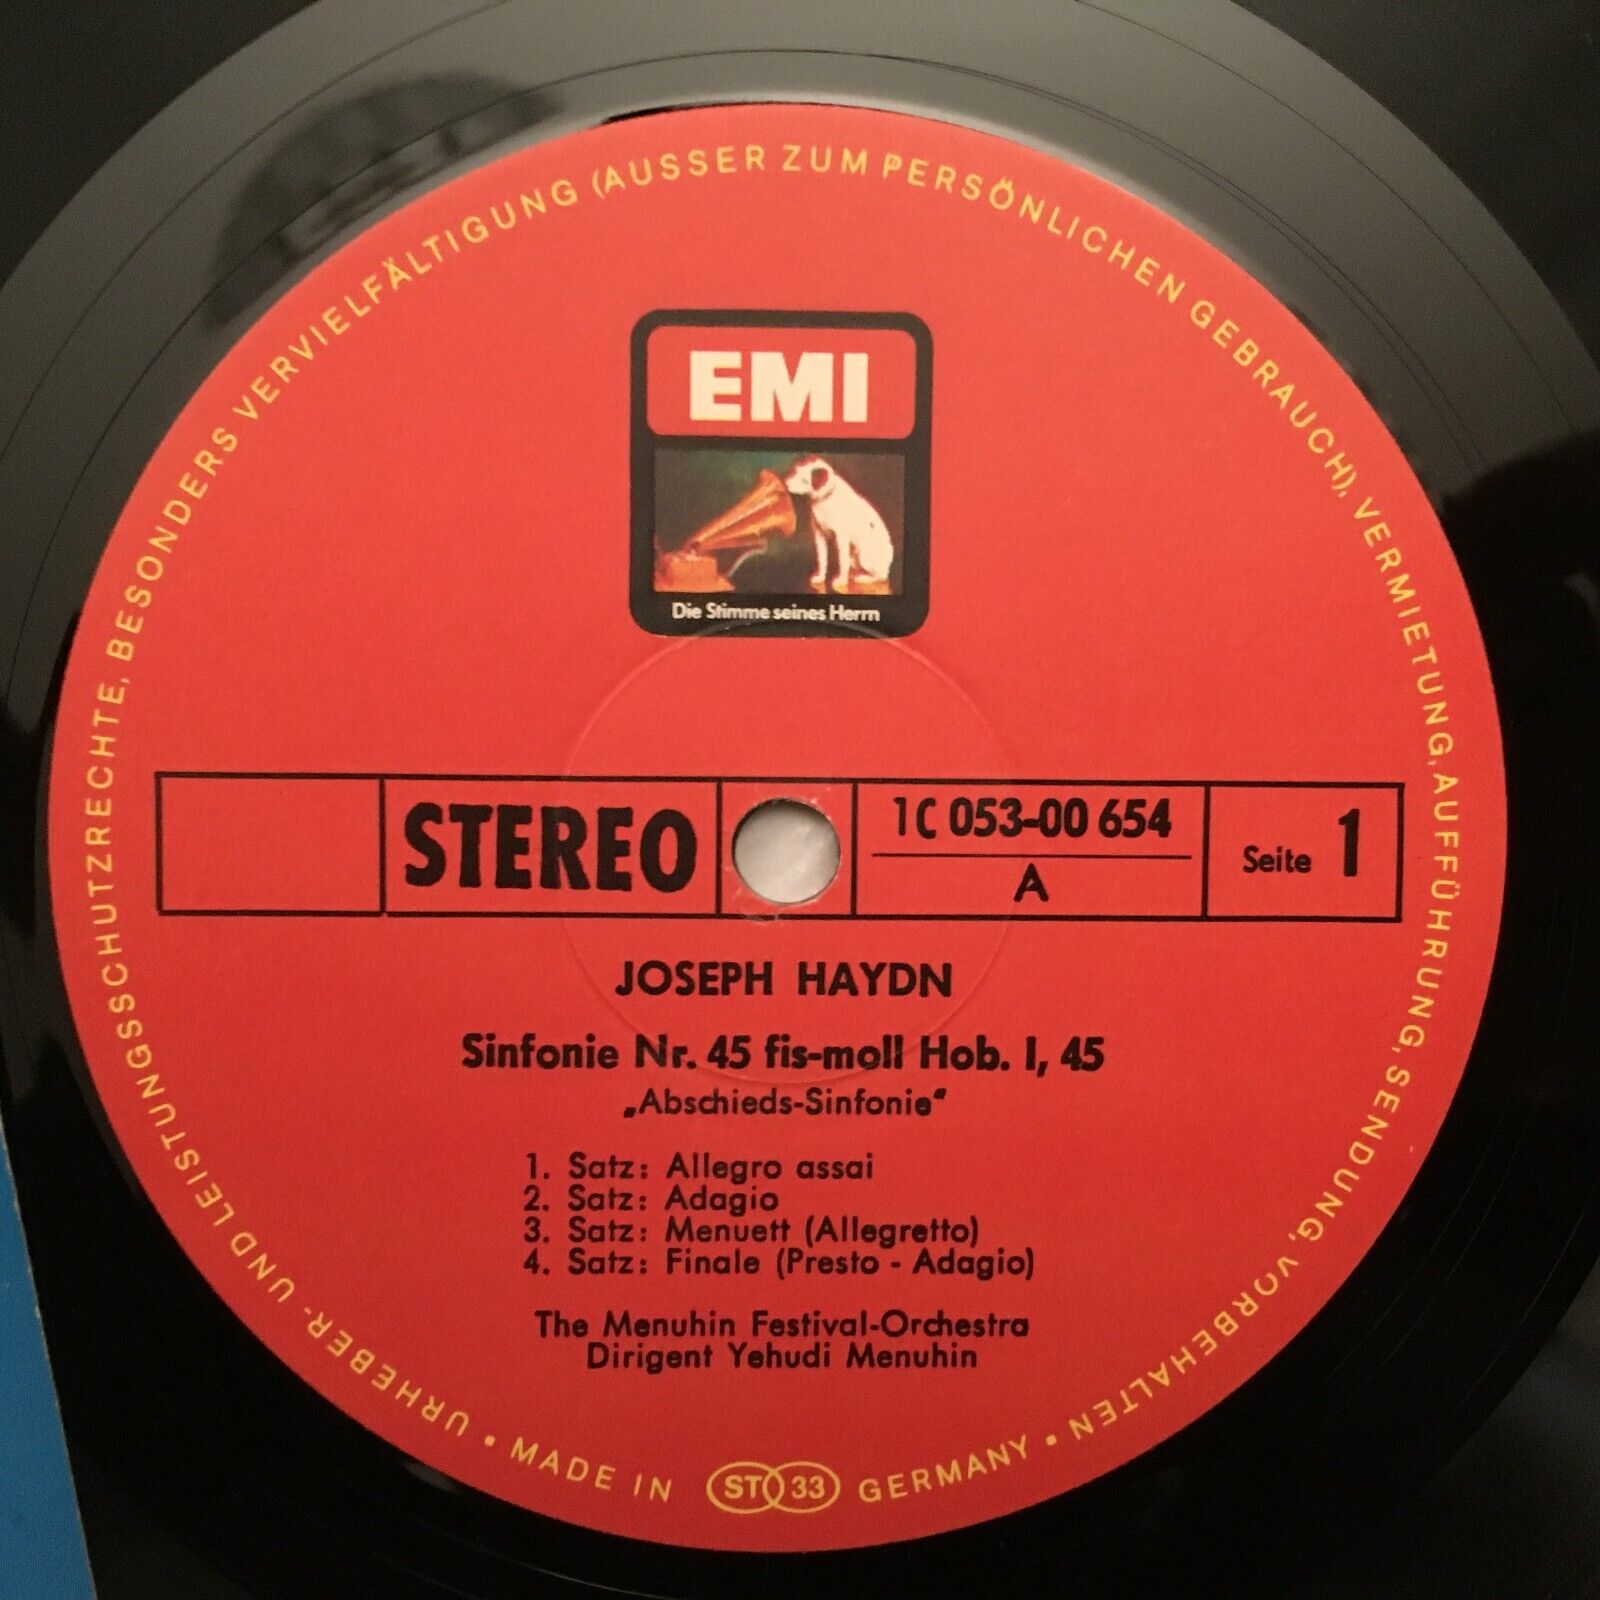 URHEBER- UND LEISTUNGSSCHUTZRECHTE, BESONDERS VERVIELFÄLTIGUNG (AUSSER ZUM PERSÖNLICHEN GEBRAUCH), VERMIETUNG, AUFFÜHRUNG, SENDUNG, VORBEHALTEN •
EMI
Die Stimme seines Herrn
STEREO
1C 053-00 654
A
Seite 1
JOSEPH HAYDN
Sinfonie Nr. 45 fis-moll Hob. I, 45
„Abschieds-Sinfonie“
1. Satz: Allegro assai
2. Satz: Adagio
3. Satz: Menuett (Allegretto)
4. Satz: Finale (Presto - Adagio)
The Menuhin Festival-Orchestra
Dirigent Yehudi Menuhin
• MADE IN ST 33 GERMANY